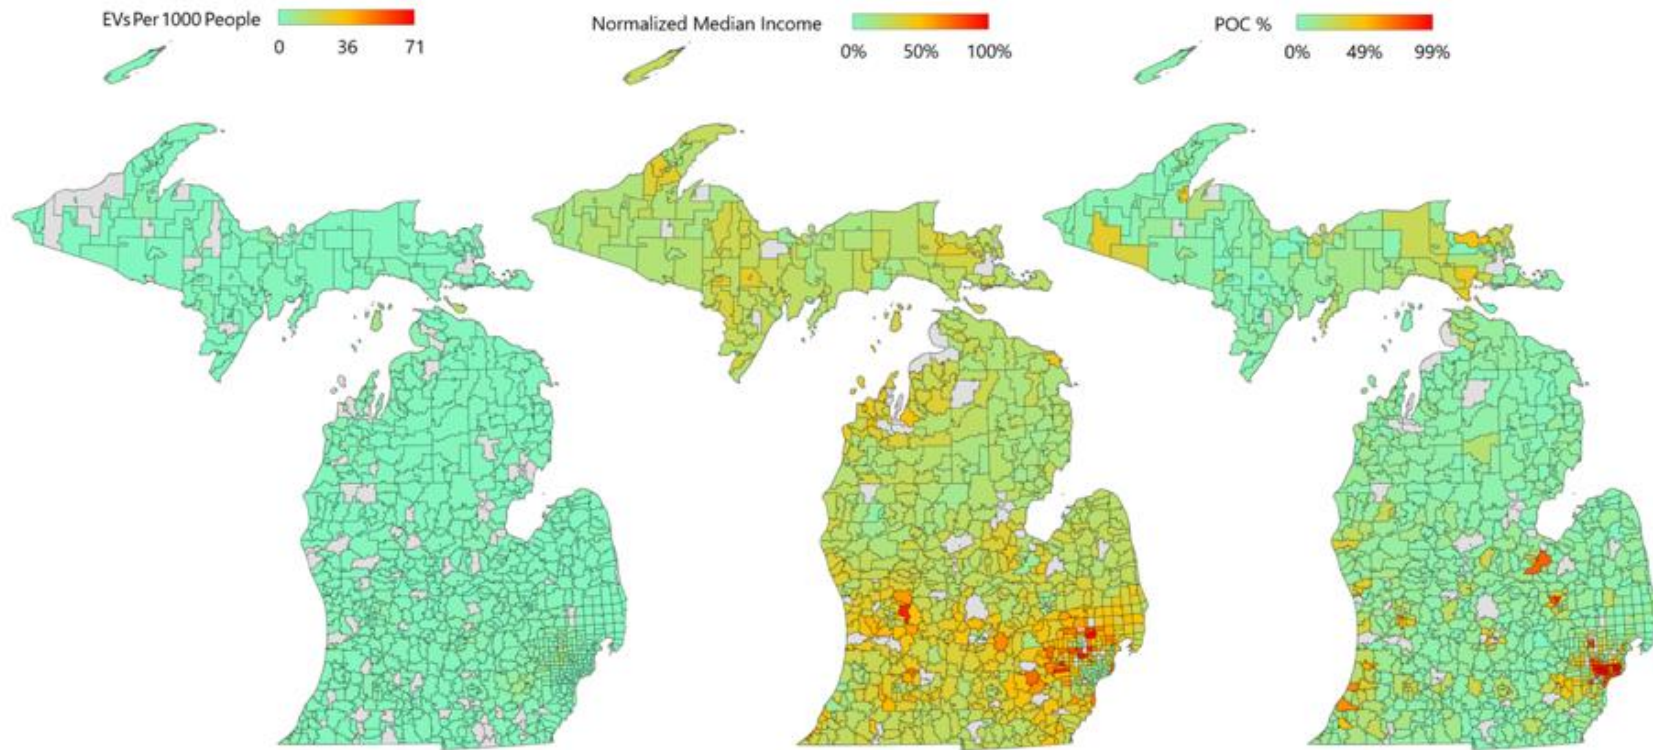 EVs Per 1000 People
0 36 71
Normalized Median Income
0% 50% 100%
POC %
0% 49% 99%